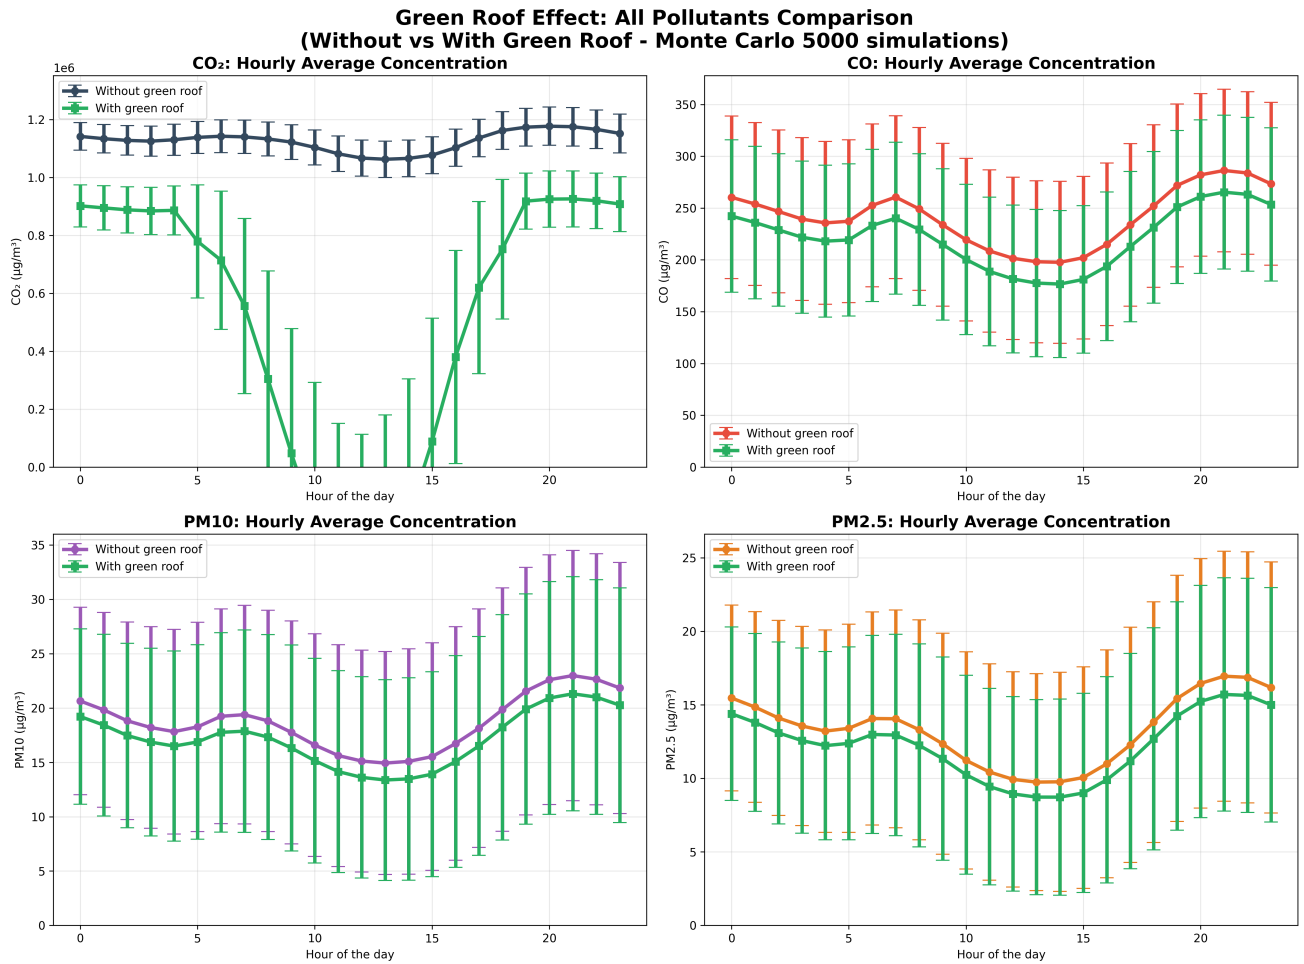 Green Roof Effect: All Pollutants Comparison
(Without vs With Green Roof - Monte Carlo 5000 simulations)
CO₂: Hourly Average Concentration
1e6
Without green roof
With green roof
1.2
1.0
0.8
0.6
0.4
0.2
0.0
CO₂ (µg/m³)
0 5 10 15 20
Hour of the day
CO: Hourly Average Concentration
350
300
250
200
150
100
50
0
CO (µg/m³)
Without green roof
With green roof
0 5 10 15 20
Hour of the day
PM10: Hourly Average Concentration
Without green roof
With green roof
35
30
25
20
15
10
5
0
PM10 (µg/m³)
0 5 10 15 20
Hour of the day
PM2.5: Hourly Average Concentration
Without green roof
With green roof
25
20
15
10
5
0
PM2.5 (µg/m³)
0 5 10 15 20
Hour of the day